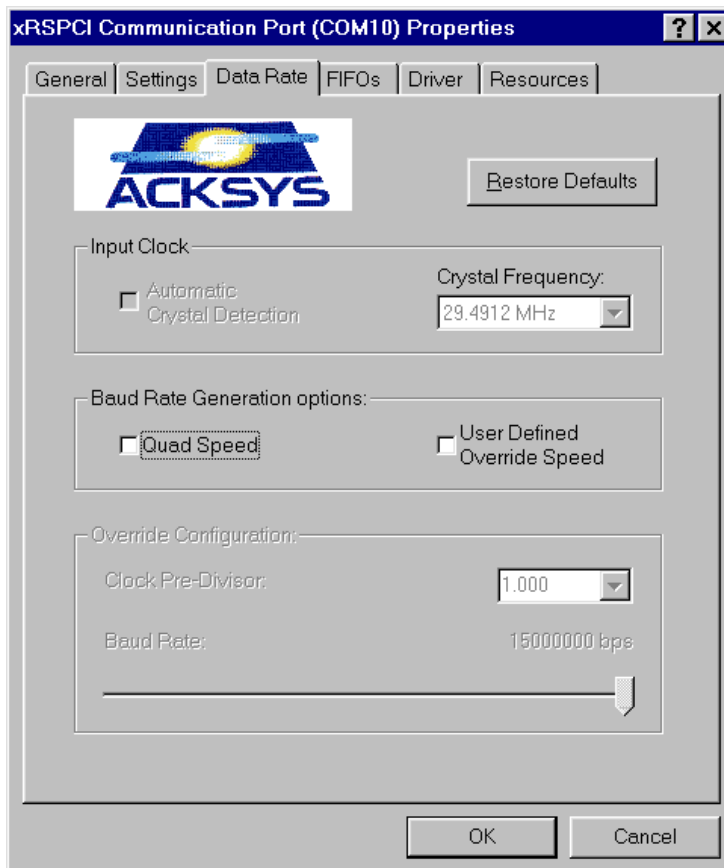 xRSPCI Communication Port (COM10) Properties
General Settings Data Rate FIFOs Driver Resources
ACKSYS
Restore Defaults
Input Clock
Automatic
Crystal Detection
Crystal Frequency:
29.4912 MHz
Baud Rate Generation options:
Quad Speed
User Defined
Override Speed
Override Configuration:
Clock Pre-Divisor:
1.000
Baud Rate:
15000000 bps
OK
Cancel